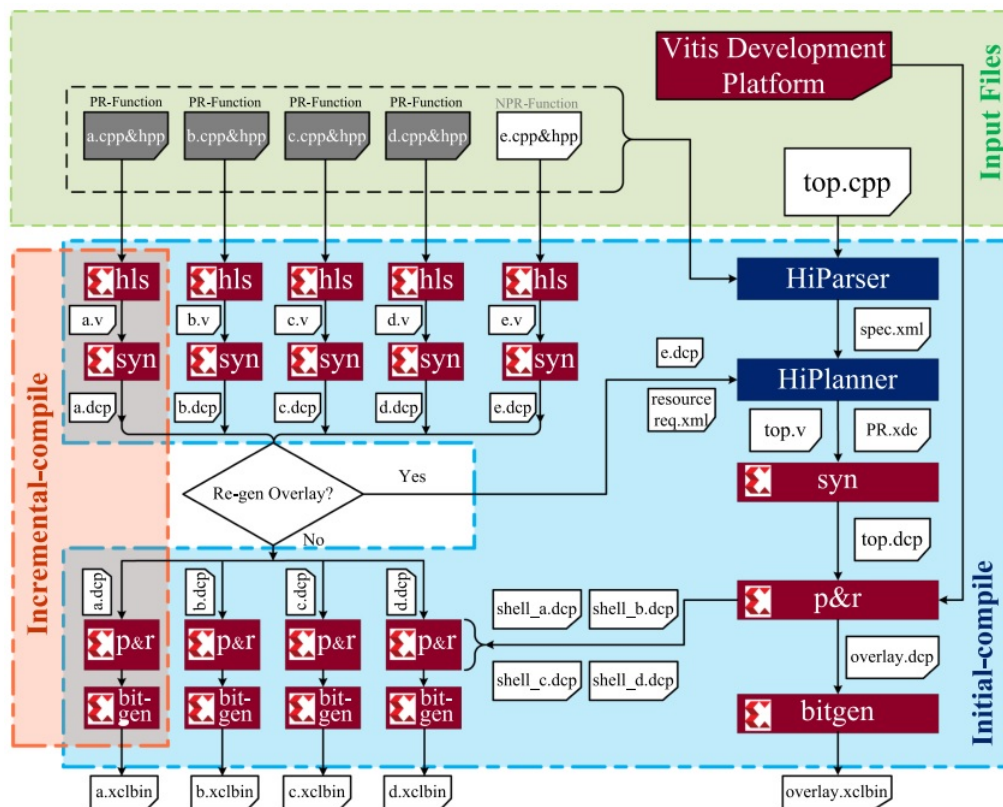 Vitis Development
Platform
Input Files
PR-Function
PR-Function
PR-Function
PR-Function
NPR-Function
a.cpp&hpp
b.cpp&hpp
c.cpp&hpp
d.cpp&hpp
e.cpp&hpp
top.cpp
hls
hls
hls
hls
hls
HiParser
a.v
b.v
c.v
d.v
e.v
spec.xml
syn
syn
syn
syn
syn
e.dcp
HiPlanner
a.dcp
b.dcp
c.dcp
d.dcp
e.dcp
resource
req.xml
top.v
PR.xdc
Re-gen Overlay?
Yes
syn
No
top.dcp
Incremental-compile
a.dcp
b.dcp
c.dcp
d.dcp
shell_a.dcp
shell_b.dcp
p&r
p&r
p&r
p&r
p&r
shell_c.dcp
shell_d.dcp
overlay.dcp
bit-
gen
bit-
gen
bit-
gen
bit-
gen
bitgen
Initial-compile
a.xclbin
b.xclbin
c.xclbin
d.xclbin
overlay.xclbin